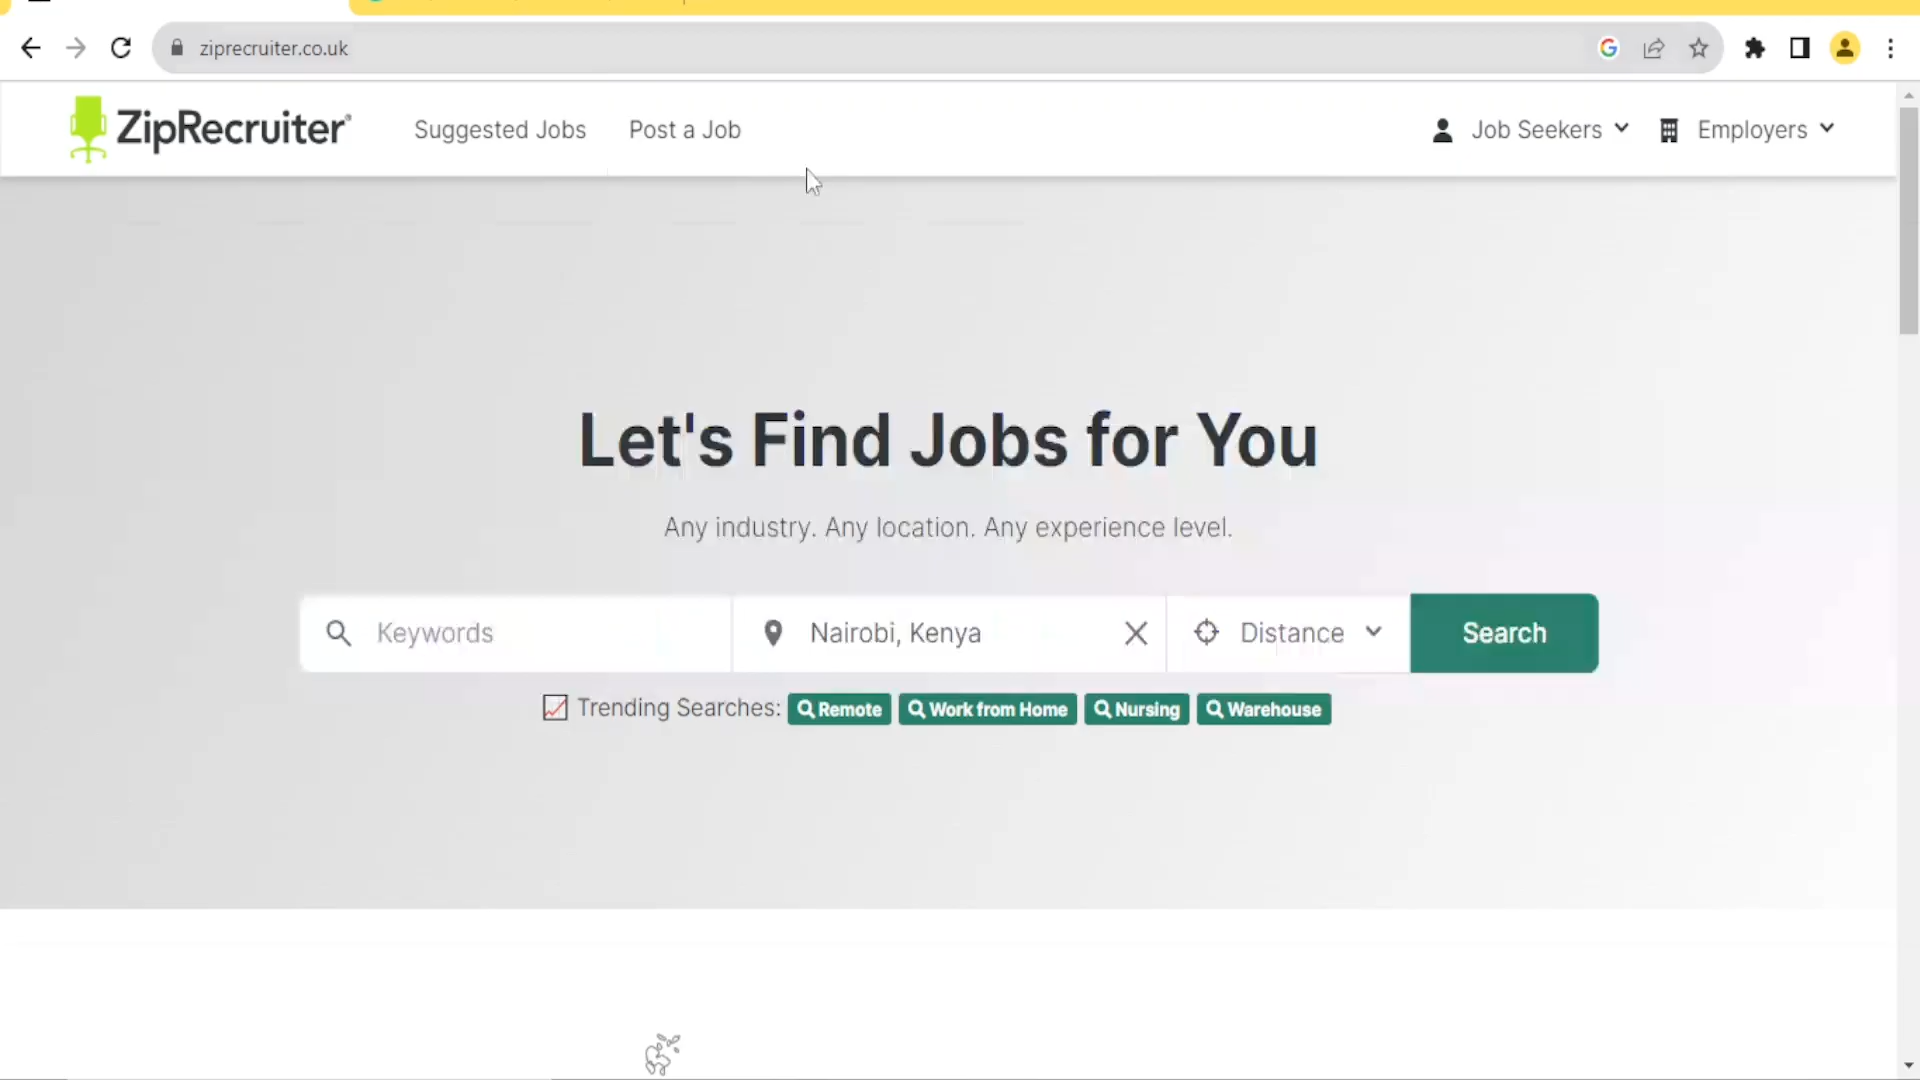 ziprecruiter.co.uk
ZipRecruiter®
Suggested Jobs
Post a Job
Job Seekers
Employers
Let's Find Jobs for You
Any industry. Any location. Any experience level.
Keywords
Nairobi, Kenya
Distance
Search
Trending Searches:
Remote
Work from Home
Nursing
Warehouse